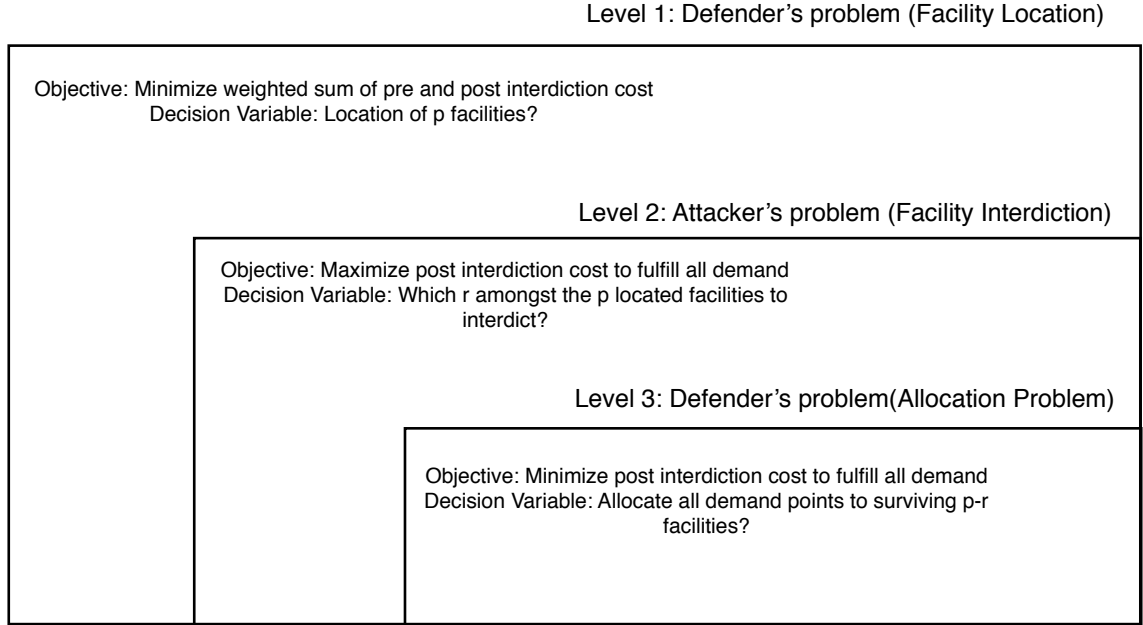 Level 1: Defender's problem (Facility Location)
Objective: Minimize weighted sum of pre and post interdiction cost
Decision Variable: Location of p facilities?
Level 2: Attacker's problem (Facility Interdiction)
Objective: Maximize post interdiction cost to fulfill all demand
Decision Variable: Which r amongst the p located facilities to
interdict?
Level 3: Defender's problem(Allocation Problem)
Objective: Minimize post interdiction cost to fulfill all demand
Decision Variable: Allocate all demand points to surviving p-r
facilities?